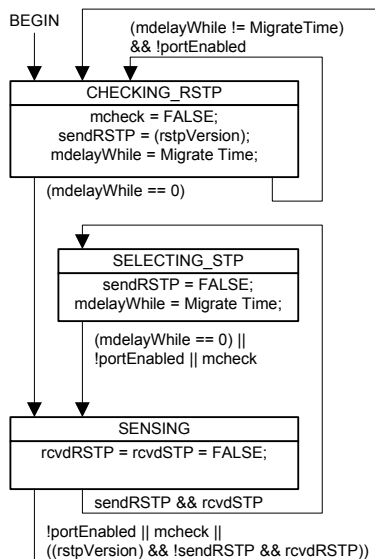 BEGIN
(mdelayWhile != MigrateTime)
&& !portEnabled
CHECKING_RSTP
mcheck = FALSE;
sendRSTP = (rstpVersion);
mdelayWhile = Migrate Time;
(mdelayWhile == 0)
SELECTING_STP
sendRSTP = FALSE;
mdelayWhile = Migrate Time;
(mdelayWhile == 0) ||
!portEnabled || mcheck
SENSING
rcvdRSTP = rcvdSTP = FALSE;
sendRSTP && rcvdSTP
!portEnabled || mcheck ||
((rstpVersion) && !sendRSTP && rcvdRSTP))